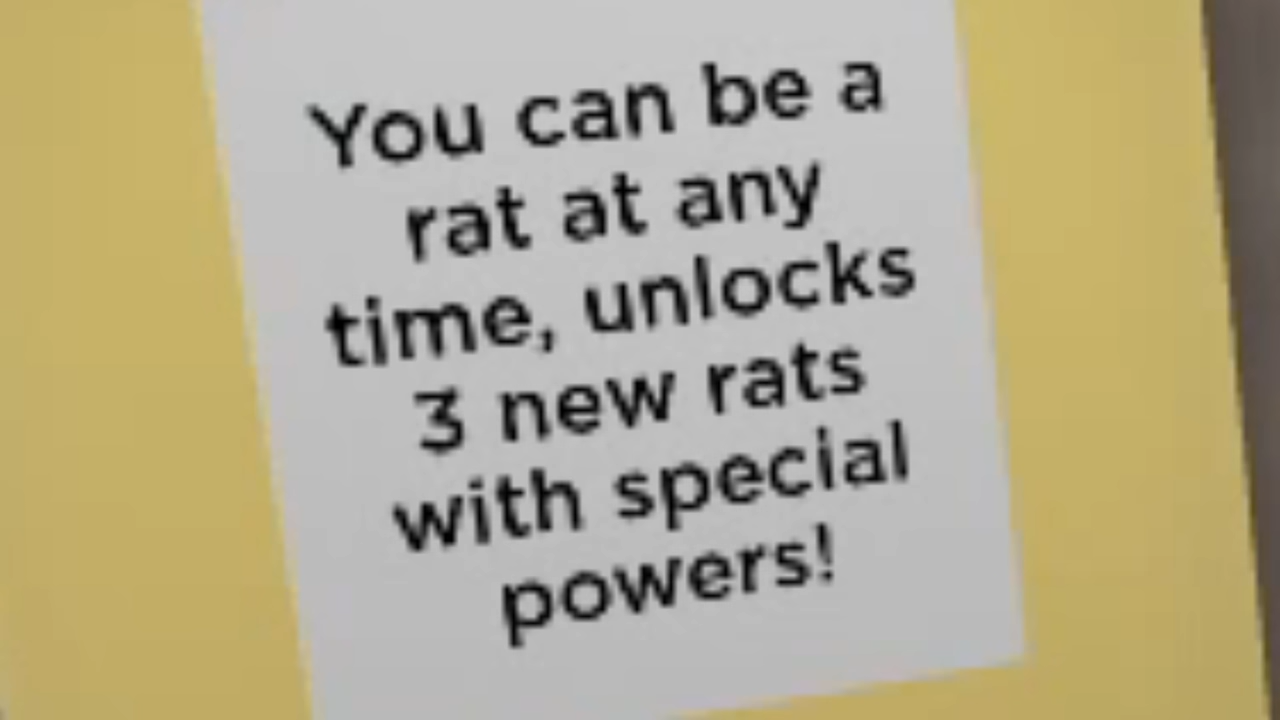 You can be a
rat at any
time, unlocks
3 new rats
with special
powers!